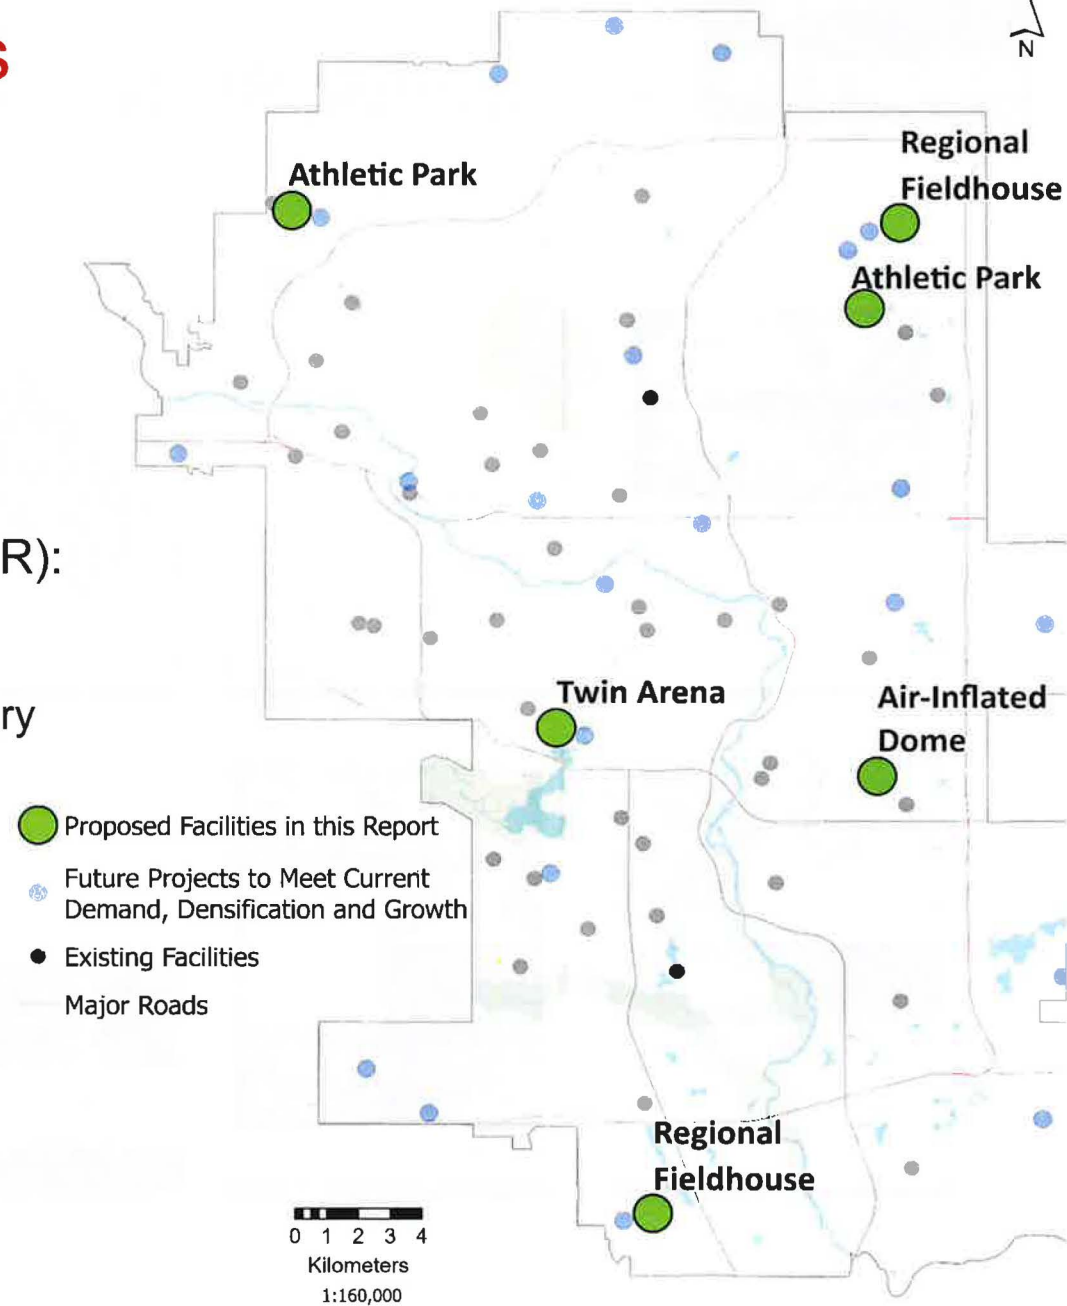 s
N
Athletic Park
Regional
Fieldhouse
Athletic Park
R):
ry
Twin Arena
Air-Inflated
Dome
Proposed Facilities in this Report
Future Projects to Meet Current
Demand, Densification and Growth
Existing Facilities
Major Roads
Regional
Fieldhouse
0 1 2 3 4
Kilometers
1:160,000